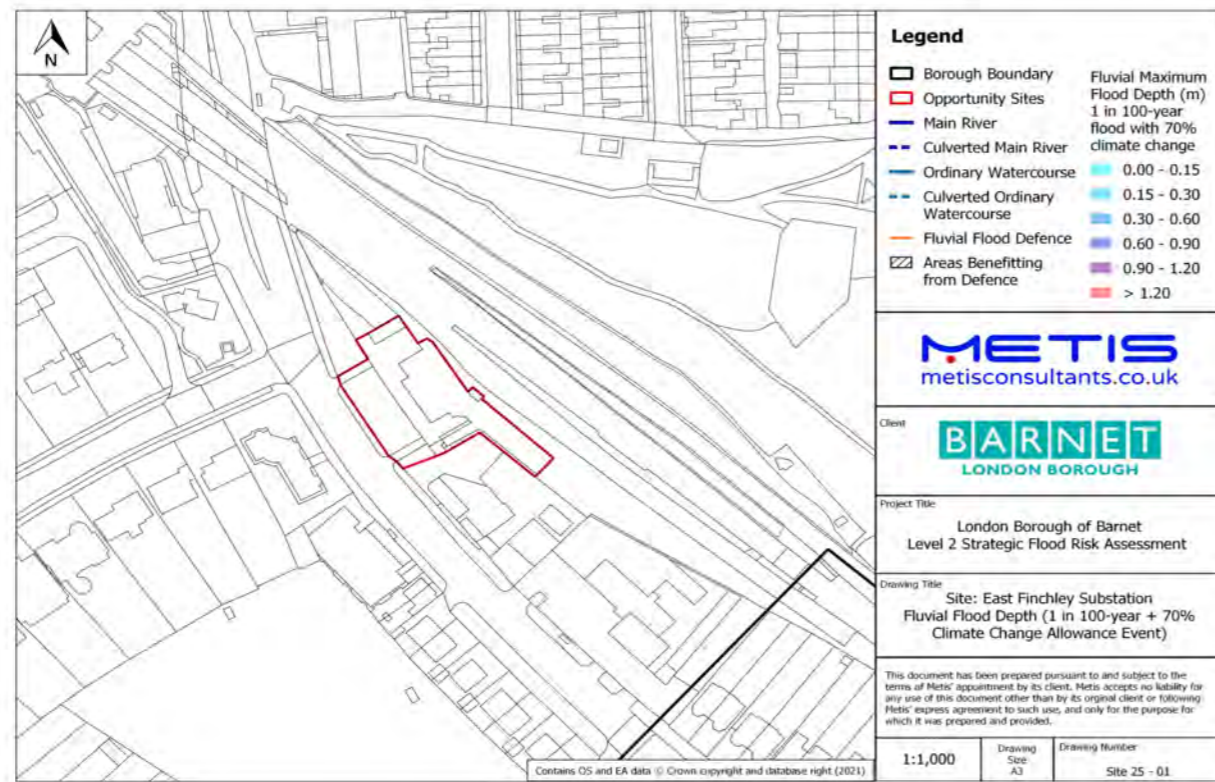 N
Contains OS and EA data © Crown copyright and database right (2021)
Legend
Borough Boundary
Opportunity Sites
Main River
Culverted Main River
Ordinary Watercourse
Culverted Ordinary
Watercourse
Fluvial Flood Defence
Areas Benefitting
from Defence
Fluvial Maximum
Flood Depth (m)
1 in 100-year
flood with 70%
climate change
0.00 - 0.15
0.15 - 0.30
0.30 - 0.60
0.60 - 0.90
0.90 - 1.20
> 1.20
METIS
metisconsultants.co.uk
Client
BARNET
LONDON BOROUGH
Project Title
London Borough of Barnet
Level 2 Strategic Flood Risk Assessment
Drawing Title
Site: East Finchley Substation
Fluvial Flood Depth (1 in 100-year + 70%
Climate Change Allowance Event)
This document has been prepared pursuant to and subject to the
terms of Metis' appointment by its client. Metis accepts no liability for
any use of this document other than by its orginal client or following
Metis' express agreement to such use, and only for the purpose for
which it was prepared and provided.
1:1,000
Drawing
Size
A3
Drawing Number
Site 25 - 01